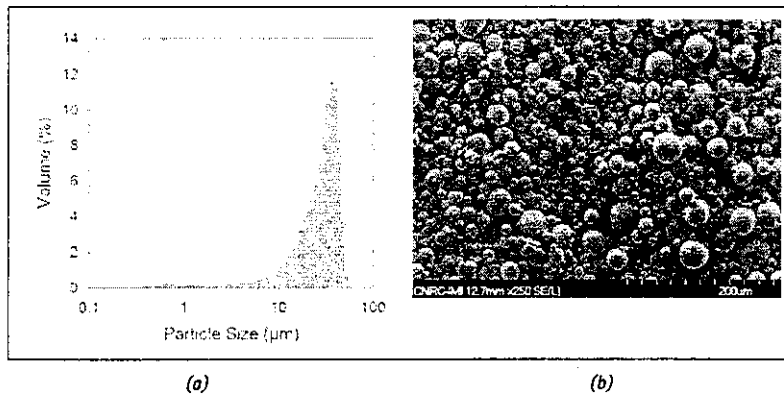 14
12
10
8
6
4
2
0
0.1
1
10
100
Volume (%)
Particle Size (µm)
CNRC-IMI 12.7mm x250 SE(L)
200um
(a)
(b)